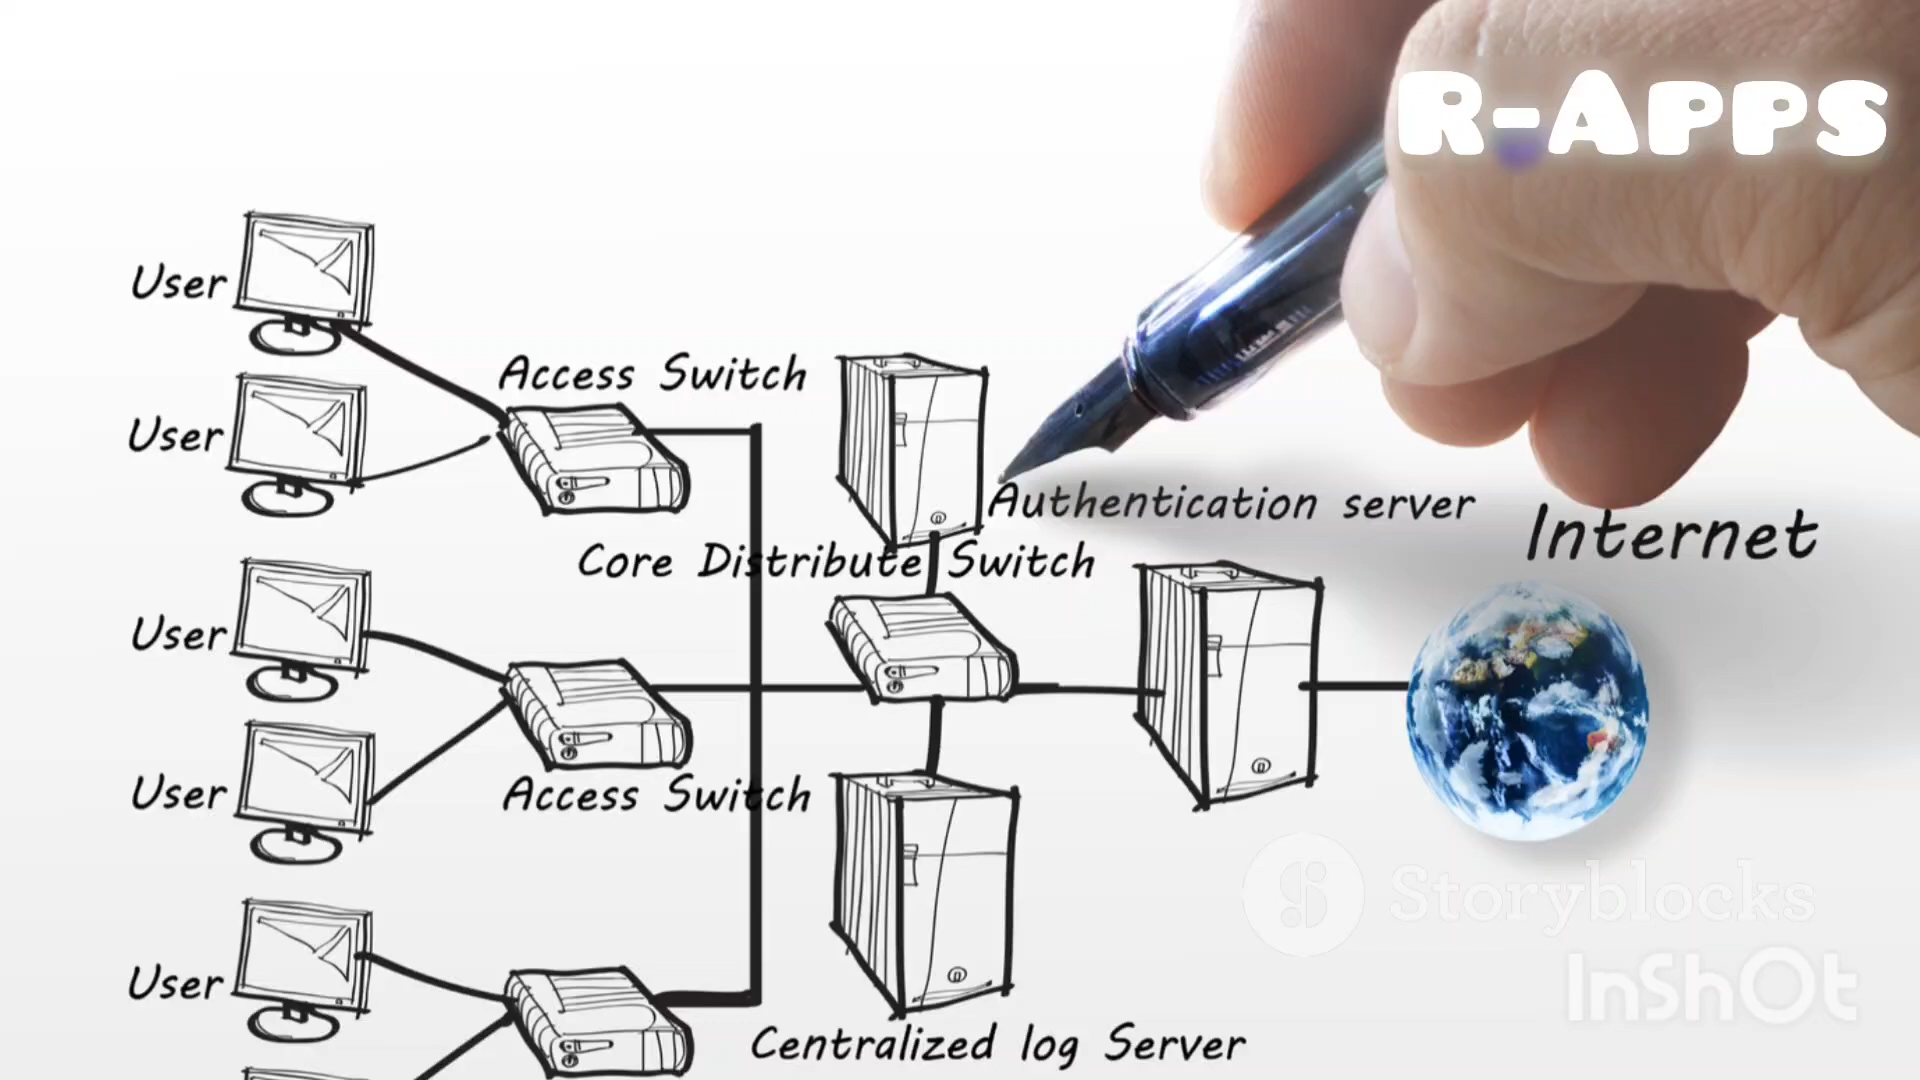 R-APPS
User
Access Switch
User
Authentication server
Internet
Core Distribute Switch
User
User
Access Switch
Storyblocks
User
InShOt
Centralized log Server